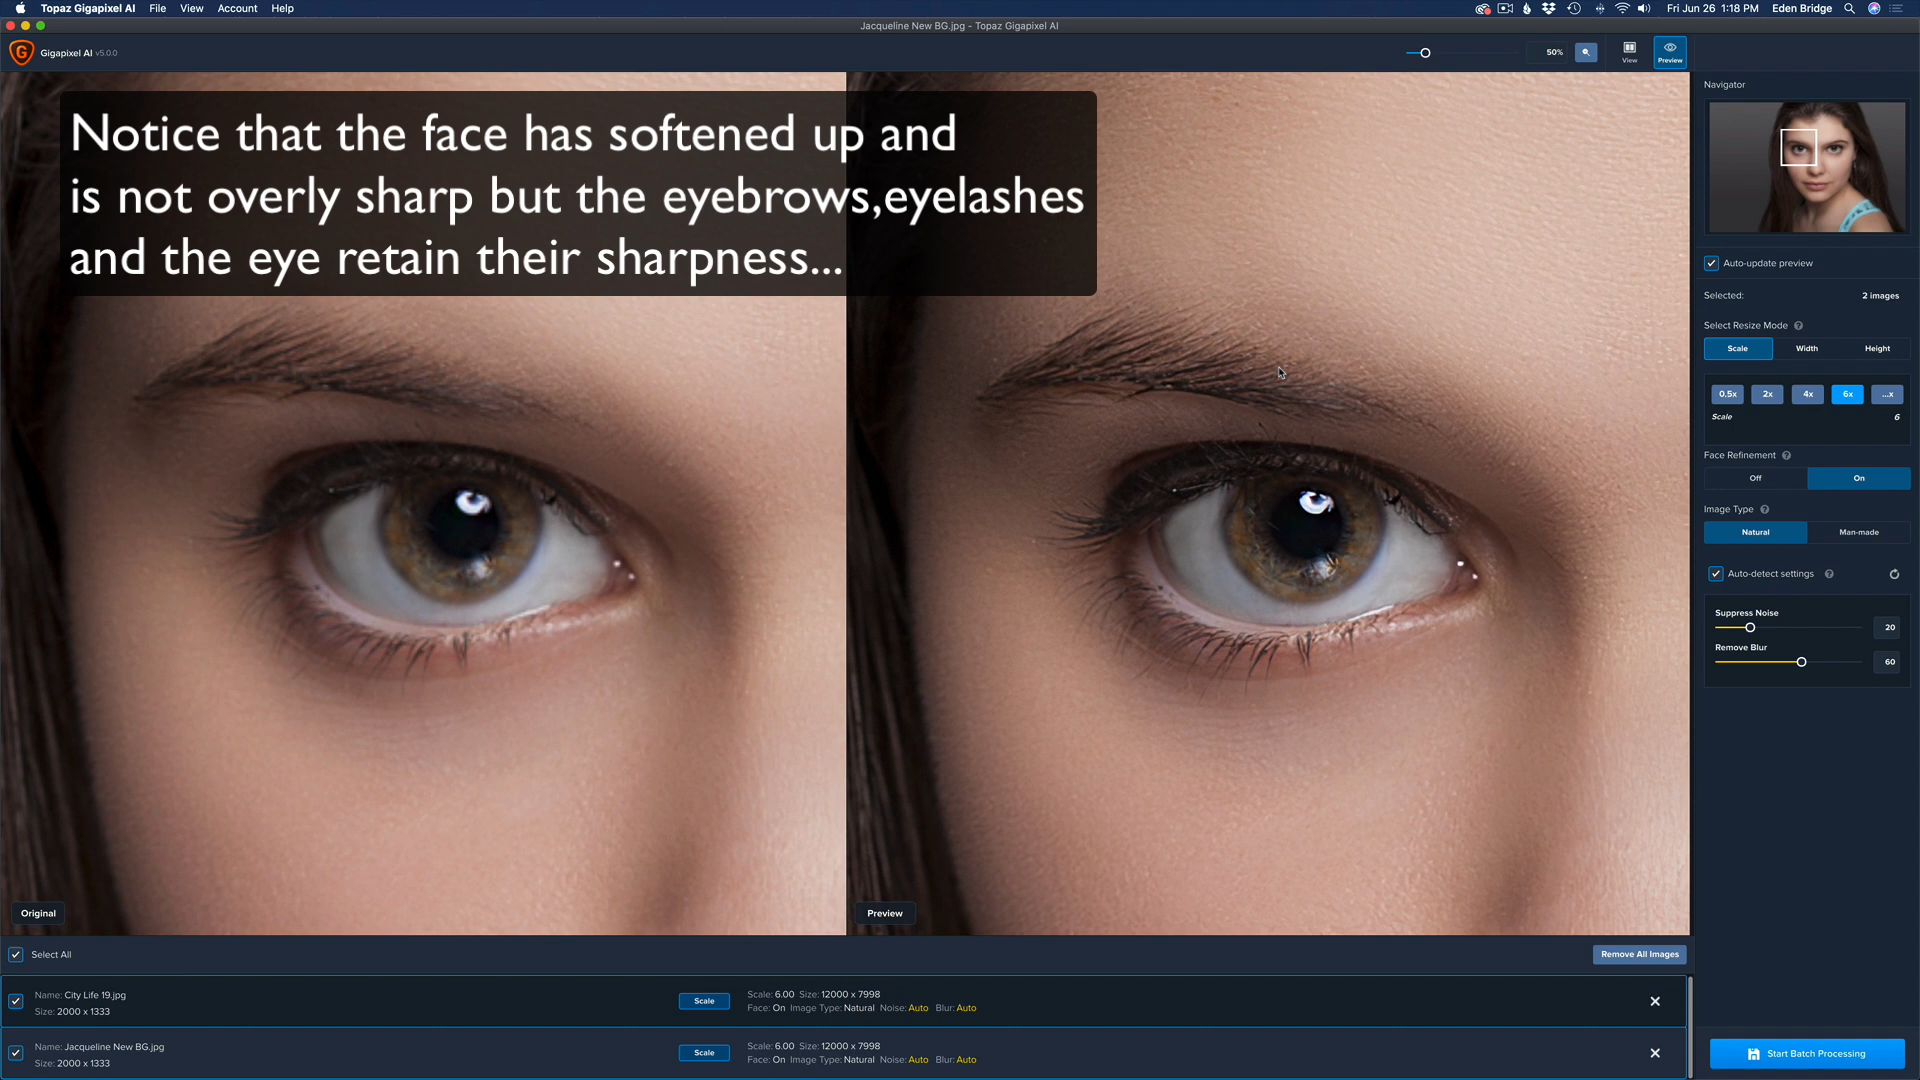 Topaz Gigapixel AI File View Account Help
Fri Jun 26 1:18 PM Eden Bridge
Jacqueline New BG.jpg - Topaz Gigapixel AI
Gigapixel AI v5.0.0
50%
View
Preview
Notice that the face has softened up and
is not overly sharp but the eyebrows,eyelashes
and the eye retain their sharpness...
Original
Preview
Navigator
Auto-update preview
Selected: 2 images
Select Resize Mode ?
Scale Width Height
0.5x 2x 4x 6x ...x
Scale 6
Face Refinement ?
Off On
Image Type ?
Natural Man-made
Auto-detect settings ?
Suppress Noise
20
Remove Blur
60
Select All
Remove All Images
Name: City Life 19.jpg
Size: 2000 x 1333
Scale
Scale: 6.00 Size: 12000 x 7998
Face: On Image Type: Natural Noise: Auto Blur: Auto
Name: Jacqueline New BG.jpg
Size: 2000 x 1333
Scale
Scale: 6.00 Size: 12000 x 7998
Face: On Image Type: Natural Noise: Auto Blur: Auto
Start Batch Processing